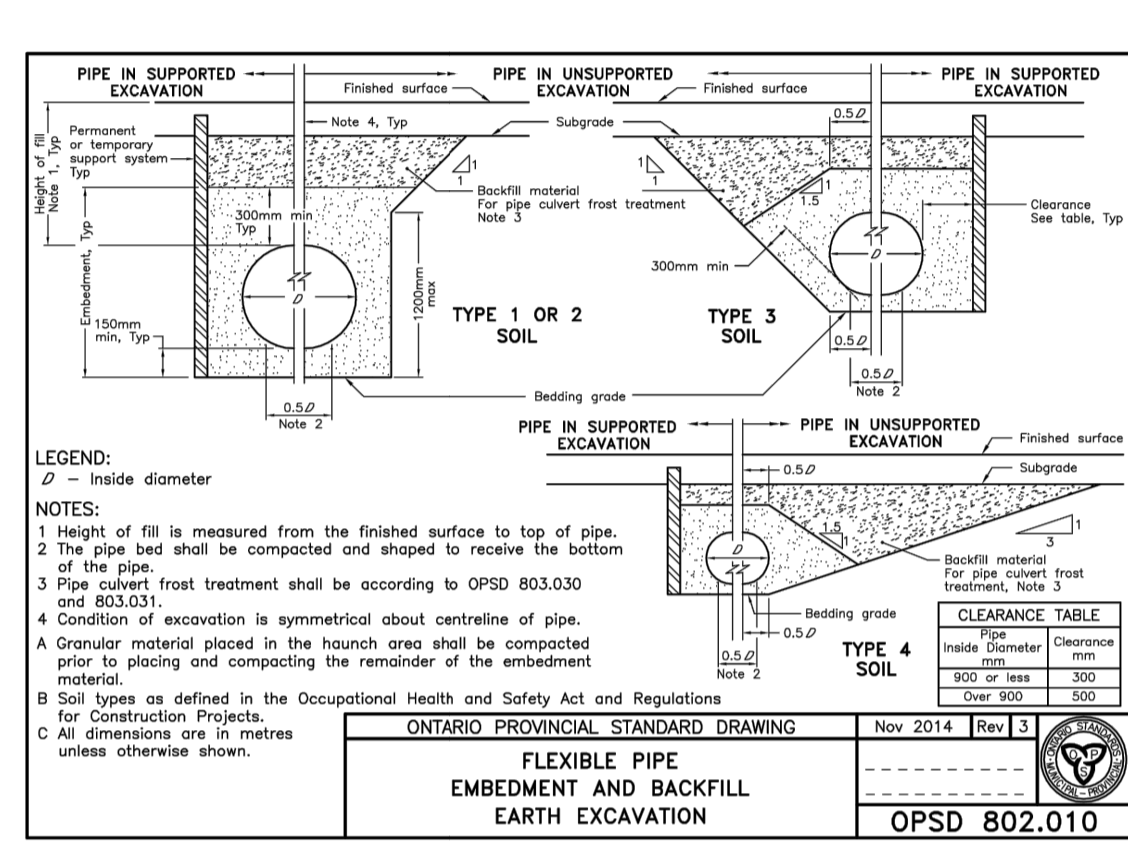 PIPE IN SUPPORTED
EXCAVATION
PIPE IN UNSUPPORTED
EXCAVATION
PIPE IN SUPPORTED
EXCAVATION
Finished surface
Finished surface
Height of fill
Note 1, Typ
Permanent
or temporary
support system
Typ
Note 4, Typ
Subgrade
0.5D
1
1
1
1
1
1.5
Backfill material
For pipe culvert frost treatment
Note 3
Clearance
See table, Typ
300mm min
Typ
Embedment, Typ
D
1200mm
max
300mm min
D
150mm
min, Typ
TYPE 1 OR 2
SOIL
TYPE 3
SOIL
0.5D
0.5D
Note 2
0.5D
Note 2
Bedding grade
PIPE IN SUPPORTED
EXCAVATION
PIPE IN UNSUPPORTED
EXCAVATION
Finished surface
Subgrade
0.5D
1.5
1
1
3
D
Backfill material
For pipe culvert frost
treatment, Note 3
Bedding grade
0.5D
0.5D
Note 2
TYPE 4
SOIL
LEGEND:
D – Inside diameter
NOTES:
1 Height of fill is measured from the finished surface to top of pipe.
2 The pipe bed shall be compacted and shaped to receive the bottom
of the pipe.
3 Pipe culvert frost treatment shall be according to OPSD 803.030
and 803.031.
4 Condition of excavation is symmetrical about centreline of pipe.
A Granular material placed in the haunch area shall be compacted
prior to placing and compacting the remainder of the embedment
material.
B Soil types as defined in the Occupational Health and Safety Act and Regulations
for Construction Projects.
C All dimensions are in metres
unless otherwise shown.
CLEARANCE TABLE
Pipe
Inside Diameter
mm
Clearance
mm
900 or less 300
Over 900 500
ONTARIO PROVINCIAL STANDARD DRAWING
Nov 2014 Rev 3
FLEXIBLE PIPE
EMBEDMENT AND BACKFILL
EARTH EXCAVATION
ONTARIO STANDARDS
MUNICIPAL – PROVINCIAL
O P S
OPSD 802.010